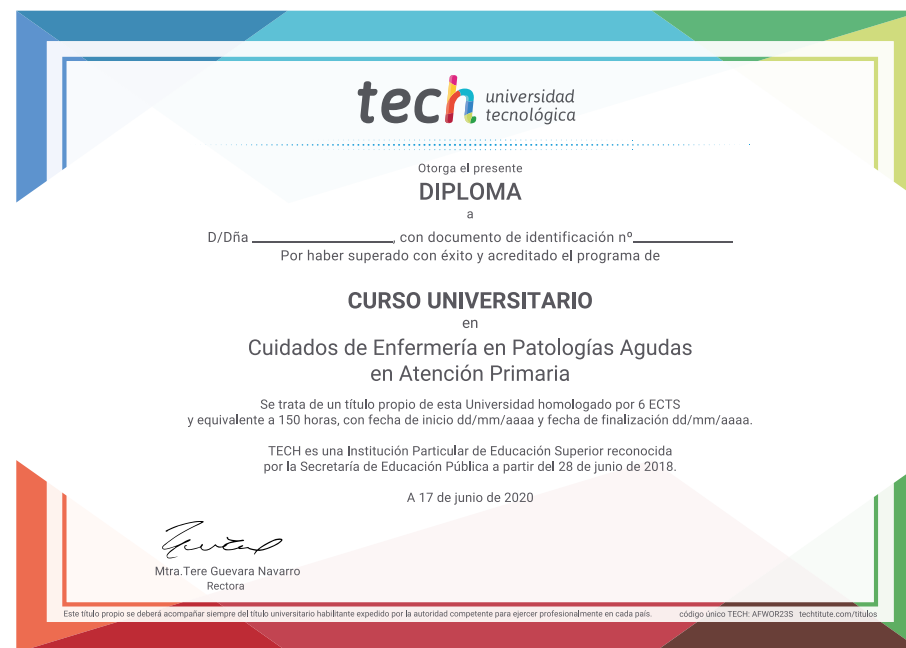 tech universidad
tecnológica
Otorga el presente
DIPLOMA
a
D/Dña ______________, con documento de identificación nº__________
Por haber superado con éxito y acreditado el programa de
CURSO UNIVERSITARIO
en
Cuidados de Enfermería en Patologías Agudas
en Atención Primaria
Se trata de un título propio de esta Universidad homologado por 6 ECTS
y equivalente a 150 horas, con fecha de inicio dd/mm/aaaa y fecha de finalización dd/mm/aaaa.
TECH es una Institución Particular de Educación Superior reconocida
por la Secretaría de Educación Pública a partir del 28 de junio de 2018.
A 17 de junio de 2020
Mtra.Tere Guevara Navarro
Rectora
Este título propio se deberá acompañar siempre del título universitario habilitante expedido por la autoridad competente para ejercer profesionalmente en cada país. código único TECH: AFWOR23S techtitute.com/titulos